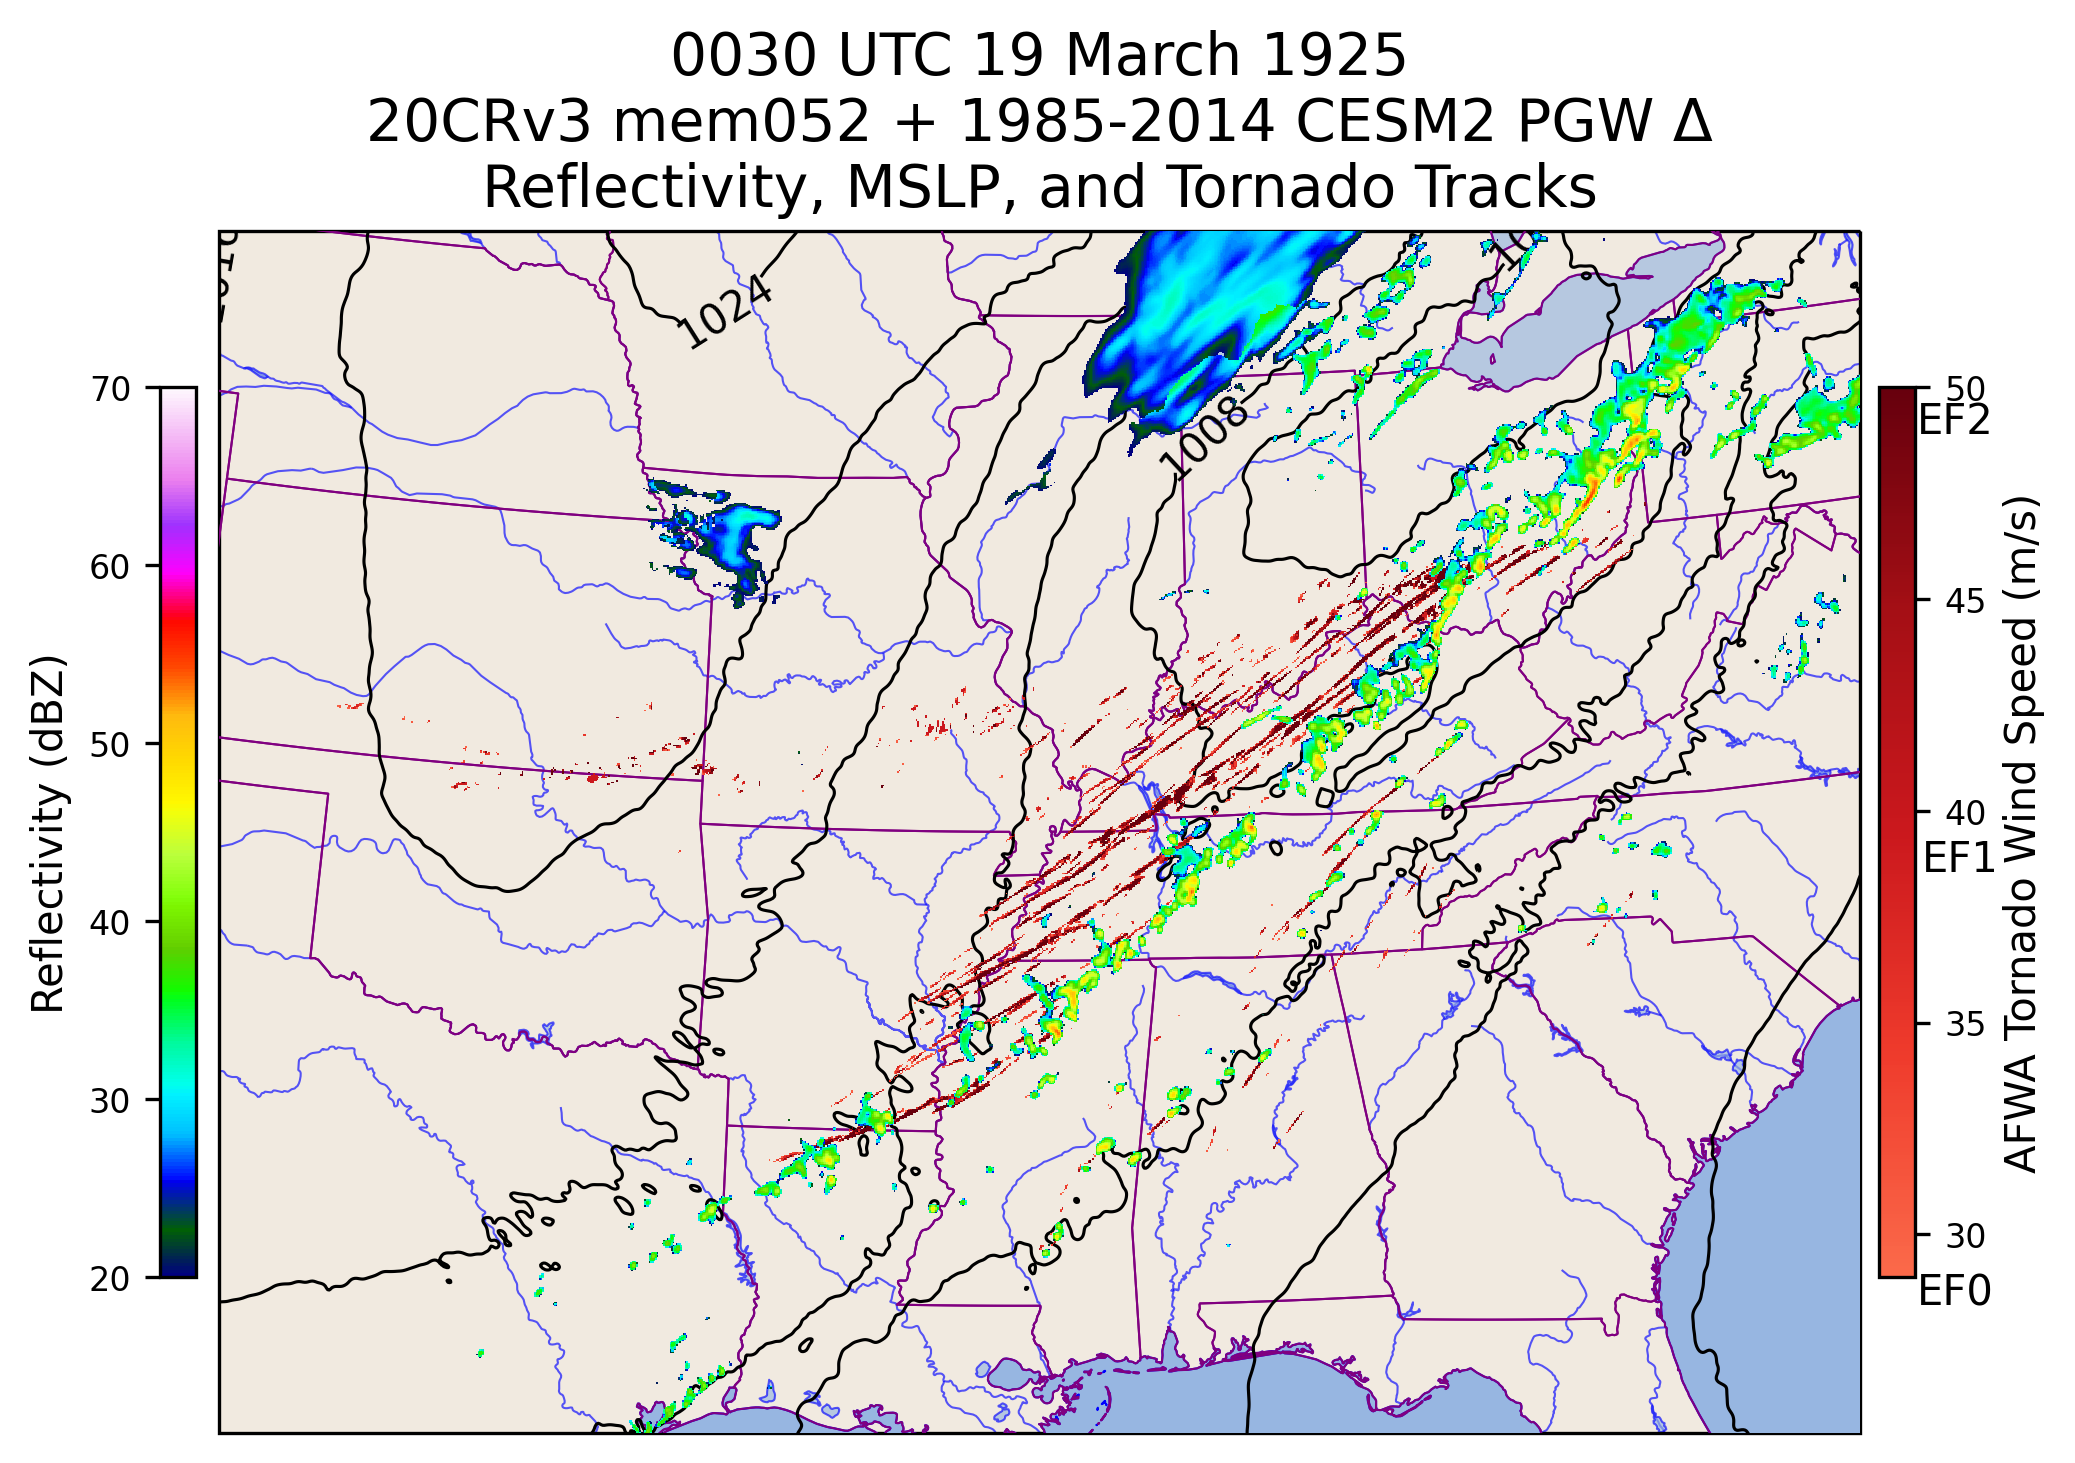 0030 UTC 19 March 1925
20CRv3 mem052 + 1985-2014 CESM2 PGW Δ
Reflectivity, MSLP, and Tornado Tracks
1024
1008
Reflectivity (dBZ)
70
60
50
40
30
20
50
EF2
45
40
EF1
35
30
EF0
AFWA Tornado Wind Speed (m/s)